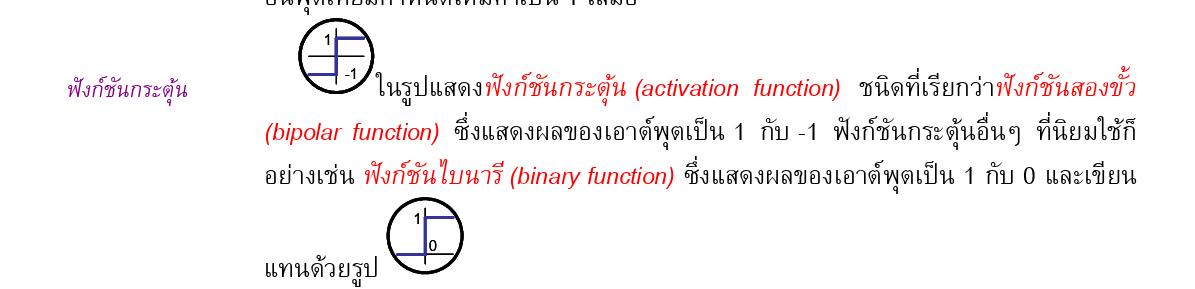 1
-1
ฟังก์ชันกระตุ้น
ในรูปแสดงฟังก์ชันกระตุ้น (activation function) ชนิดที่เรียกว่าฟังก์ชันสองขั้ว
(bipolar function) ซึ่งแสดงผลของเอาต์พุตเป็น 1 กับ -1 ฟังก์ชันกระตุ้นอื่นๆ ที่นิยมใช้ก็
อย่างเช่น ฟังก์ชันไบนารี (binary function) ซึ่งแสดงผลของเอาต์พุตเป็น 1 กับ 0 และเขียน
1
0
แทนด้วยรูป